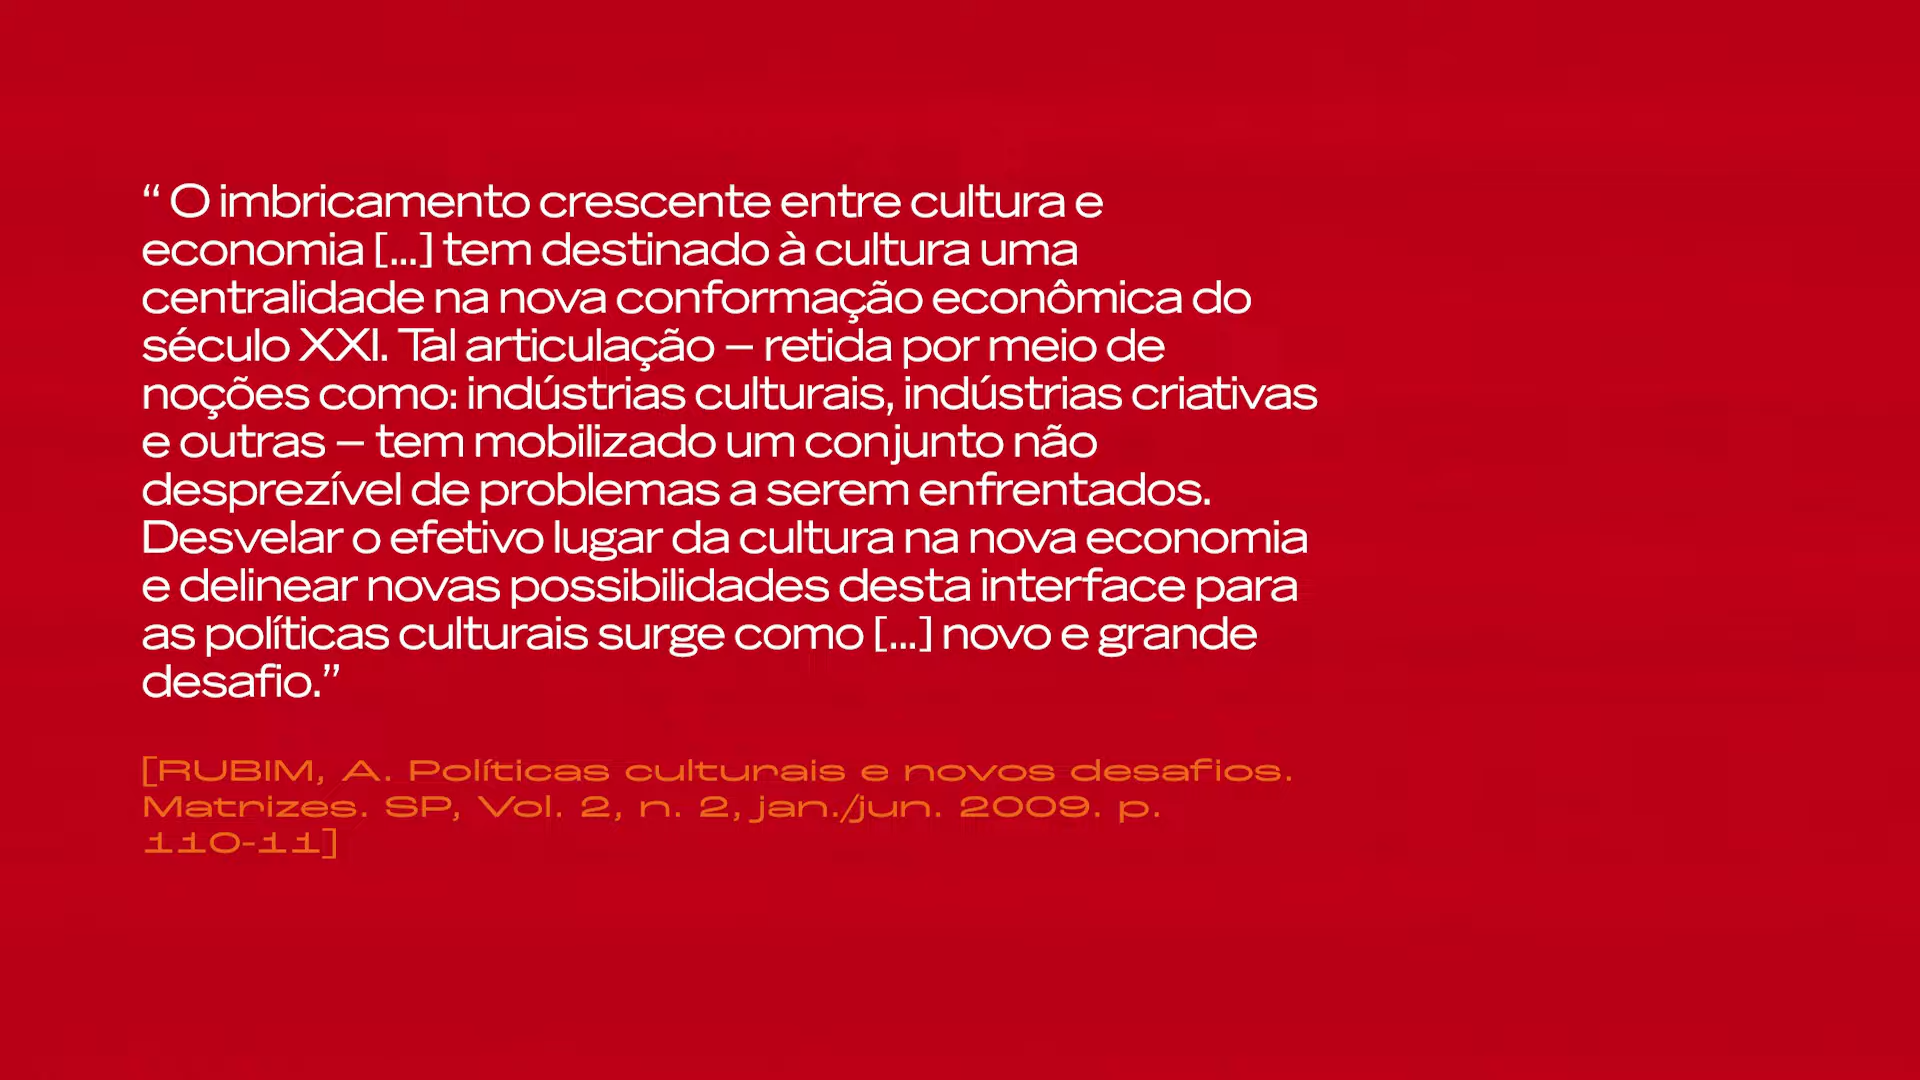 “ O imbricamento crescente entre cultura e
economia [...] tem destinado à cultura uma
centralidade na nova conformação econômica do
século XXI. Tal articulação – retida por meio de
noções como: indústrias culturais, indústrias criativas
e outras – tem mobilizado um conjunto não
desprezível de problemas a serem enfrentados.
Desvelar o efetivo lugar da cultura na nova economia
e delinear novas possibilidades desta interface para
as políticas culturais surge como [...] novo e grande
desafio.”
[RUBIM, A. Políticas culturais e novos desafios.
Matrizes. SP, Vol. 2, n. 2, jan./jun. 2009. p.
110-11]